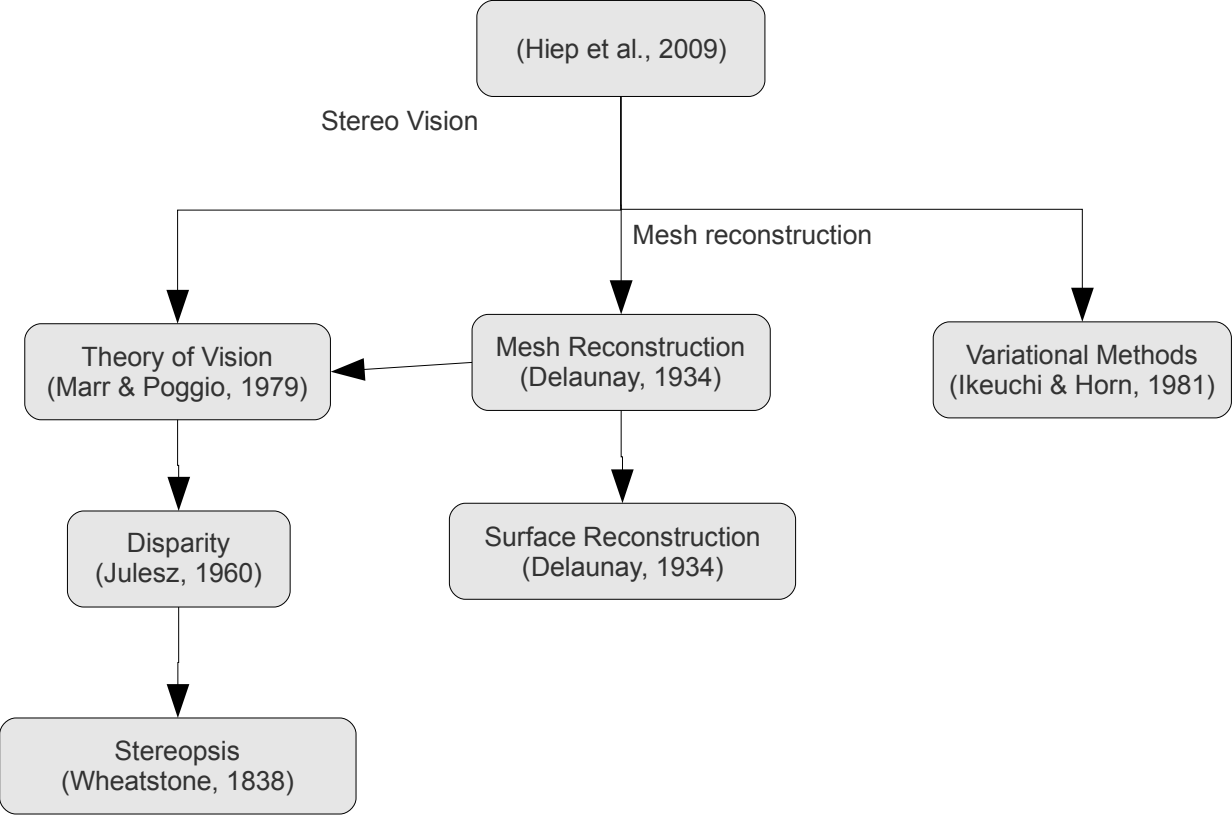 (Hiep et al., 2009)
Stereo Vision
Mesh reconstruction
Theory of Vision
(Marr & Poggio, 1979)
Mesh Reconstruction
(Delaunay, 1934)
Variational Methods
(Ikeuchi & Horn, 1981)
Disparity
(Julesz, 1960)
Surface Reconstruction
(Delaunay, 1934)
Stereopsis
(Wheatstone, 1838)